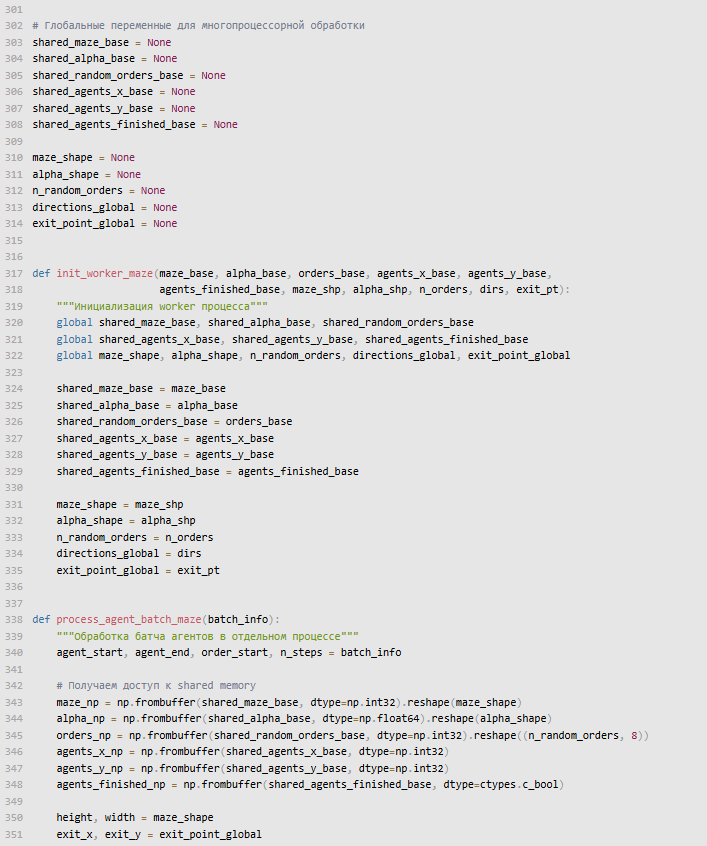 301
302 # Глобальные переменные для многопроцессорной обработки
303 shared_maze_base = None
304 shared_alpha_base = None
305 shared_random_orders_base = None
306 shared_agents_x_base = None
307 shared_agents_y_base = None
308 shared_agents_finished_base = None
309
310 maze_shape = None
311 alpha_shape = None
312 n_random_orders = None
313 directions_global = None
314 exit_point_global = None
315
316
317 def init_worker_maze(maze_base, alpha_base, orders_base, agents_x_base, agents_y_base,
318                      agents_finished_base, maze_shp, alpha_shp, n_orders, dirs, exit_pt):
319     """Инициализация worker процесса"""
320     global shared_maze_base, shared_alpha_base, shared_random_orders_base
321     global shared_agents_x_base, shared_agents_y_base, shared_agents_finished_base
322     global maze_shape, alpha_shape, n_random_orders, directions_global, exit_point_global
323
324     shared_maze_base = maze_base
325     shared_alpha_base = alpha_base
326     shared_random_orders_base = orders_base
327     shared_agents_x_base = agents_x_base
328     shared_agents_y_base = agents_y_base
329     shared_agents_finished_base = agents_finished_base
330
331     maze_shape = maze_shp
332     alpha_shape = alpha_shp
333     n_random_orders = n_orders
334     directions_global = dirs
335     exit_point_global = exit_pt
336
337
338 def process_agent_batch_maze(batch_info):
339     """Обработка батча агентов в отдельном процессе"""
340     agent_start, agent_end, order_start, n_steps = batch_info
341
342     # Получаем доступ к shared memory
343     maze_np = np.frombuffer(shared_maze_base, dtype=np.int32).reshape(maze_shape)
344     alpha_np = np.frombuffer(shared_alpha_base, dtype=np.float64).reshape(alpha_shape)
345     orders_np = np.frombuffer(shared_random_orders_base, dtype=np.int32).reshape((n_random_orders, 8))
346     agents_x_np = np.frombuffer(shared_agents_x_base, dtype=np.int32)
347     agents_y_np = np.frombuffer(shared_agents_y_base, dtype=np.int32)
348     agents_finished_np = np.frombuffer(shared_agents_finished_base, dtype=ctypes.c_bool)
349
350     height, width = maze_shape
351     exit_x, exit_y = exit_point_global